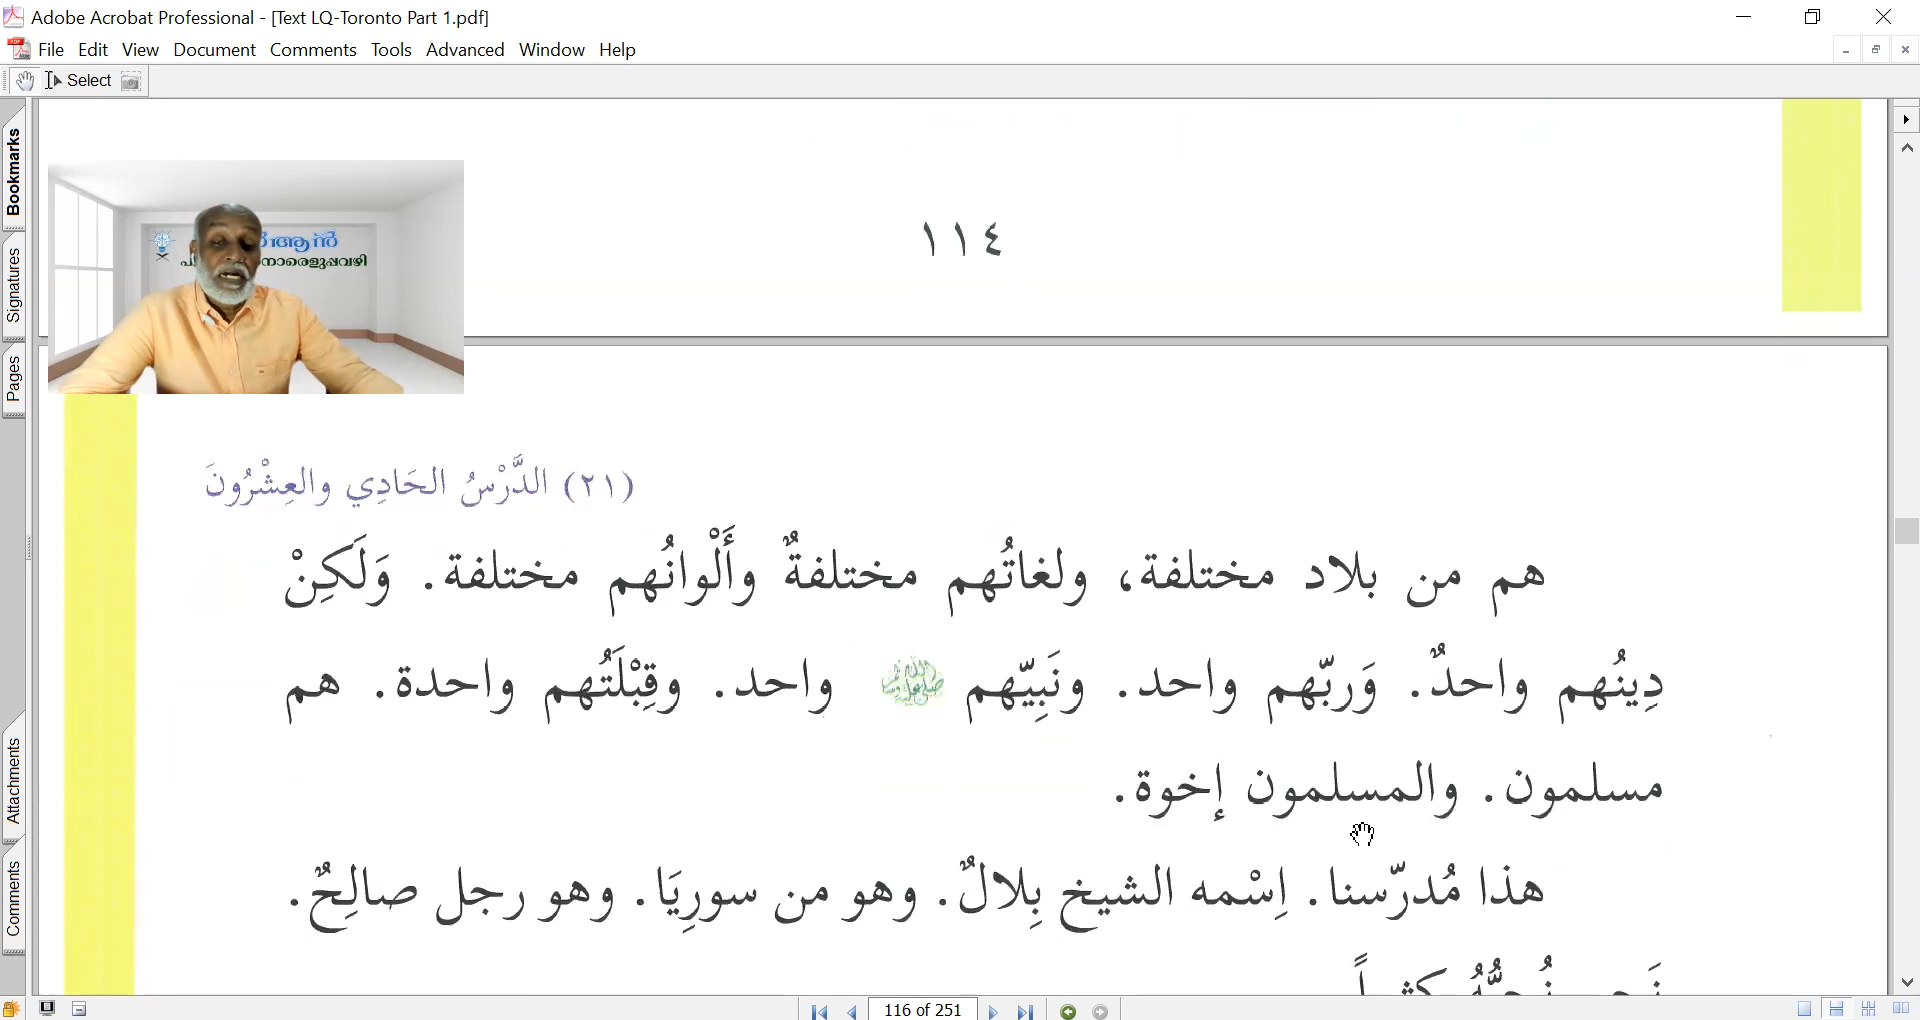 Adobe Acrobat Professional - [Text LQ-Toronto Part 1.pdf]
File Edit View Document Comments Tools Advanced Window Help
Select
Bookmarks
Signatures
Pages
Attachments
Comments
١١٤
(٢١) الدَّرْسُ الحَادِي والعِشْرُونَ
هم من بلاد مختلفة، ولغاتُهم مختلفةٌ وأَلْوانُهم مختلفة. وَلَكِنْ
دِينُهم واحدٌ. وَربّهم واحد. ونَبِيّهم ﷺ واحد. وقِبْلَتُهم واحدة. هم
مسلمون. والمسلمون إخوة.
هذا مُدرّسنا. اِسْمه الشيخ بِلالٌ. وهو من سورِيَا. وهو رجل صالِحٌ.
116 of 251